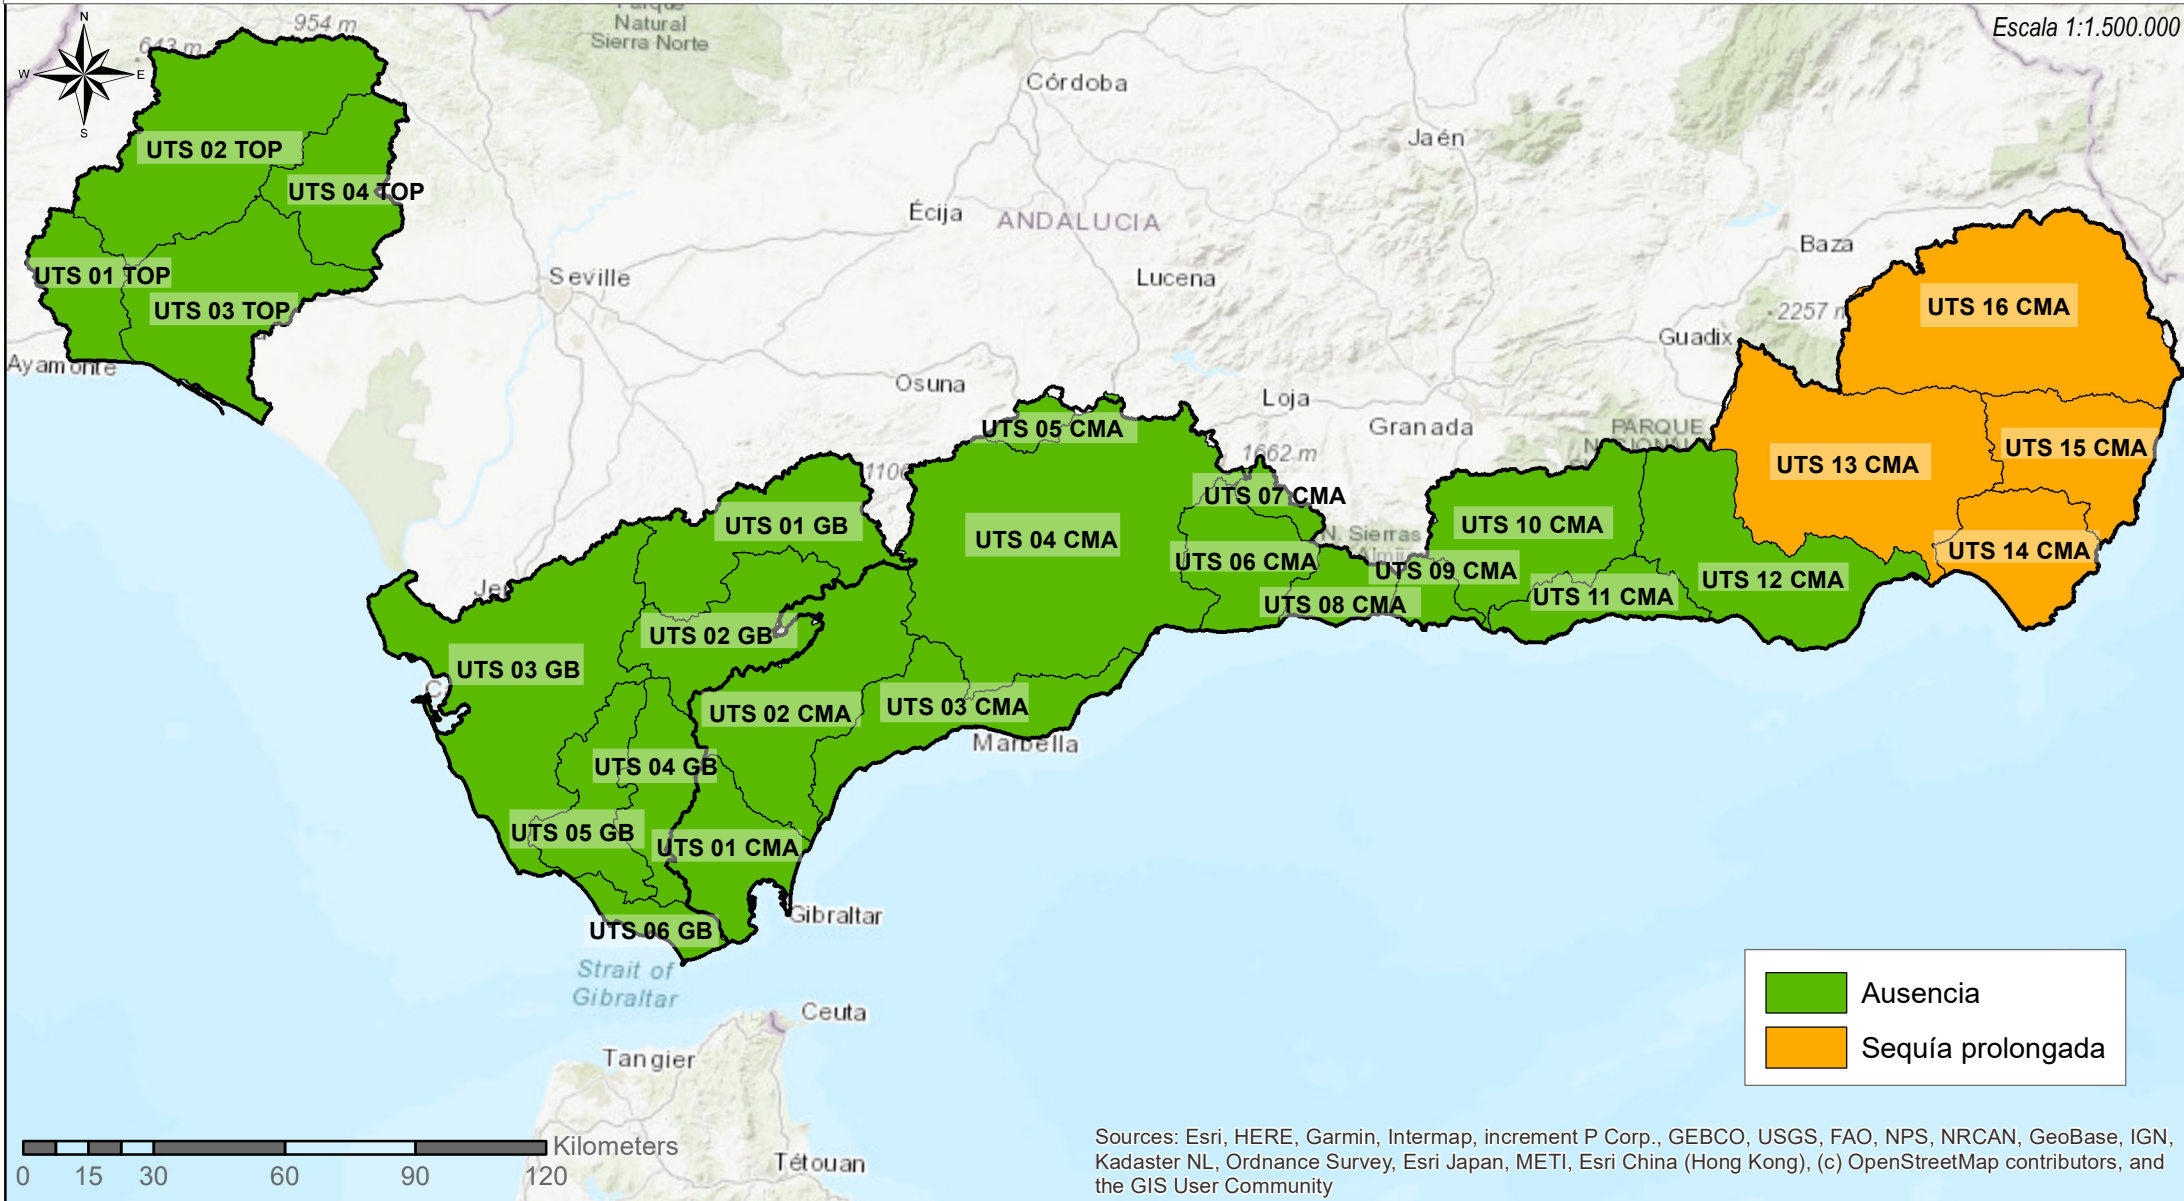 Escala 1:1.500.000
N
W
E
S
954 m
643 m
Parque
Natural
Sierra Norte
Córdoba
Jaén
UTS 02 TOP
UTS 04 TOP
Écija
ANDALUCIA
Baza
UTS 01 TOP
UTS 03 TOP
Seville
Lucena
2257 m
UTS 16 CMA
Guadix
Ayamonte
Osuna
Loja
Granada
PARQUE
UTS 05 CMA
1662 m
UTS 13 CMA
UTS 15 CMA
UTS 07 CMA
UTS 01 GB
UTS 04 CMA
UTS 10 CMA
N. Sierras
UTS 14 CMA
UTS 06 CMA
UTS 09 CMA
UTS 12 CMA
UTS 08 CMA
UTS 11 CMA
UTS 02 GB
UTS 03 GB
UTS 02 CMA
UTS 03 CMA
Marbella
UTS 04 GB
UTS 05 GB
UTS 01 CMA
Gibraltar
UTS 06 GB
Strait of
Gibraltar
Ceuta
Tangier
Tétouan
Ausencia
Sequía prolongada
Kilometers
0 15 30 60 90 120
Sources: Esri, HERE, Garmin, Intermap, increment P Corp., GEBCO, USGS, FAO, NPS, NRCAN, GeoBase, IGN,
Kadaster NL, Ordnance Survey, Esri Japan, METI, Esri China (Hong Kong), (c) OpenStreetMap contributors, and
the GIS User Community